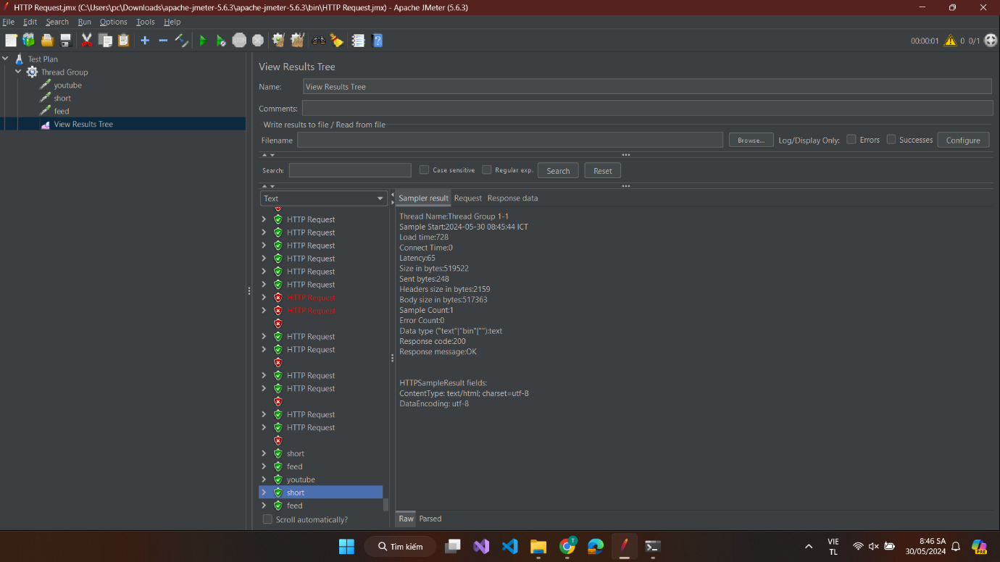 HTTP Request.jmx (C:\Users\pc\Downloads\apache-jmeter-5.6.3\apache-jmeter-5.6.3\bin\HTTP Request.jmx) - Apache JMeter (5.6.3)
File Edit Search Run Options Tools Help
00:00:01 0 0/1
Test Plan
Thread Group
youtube
short
feed
View Results Tree
View Results Tree
Name: View Results Tree
Comments:
Write results to file / Read from file
Filename Browse... Log/Display Only: Errors Successes Configure
Search: Case sensitive Regular exp. Search Reset
Text
HTTP Request
HTTP Request
HTTP Request
HTTP Request
HTTP Request
HTTP Request
HTTP Request
HTTP Request
HTTP Request
HTTP Request
HTTP Request
HTTP Request
HTTP Request
HTTP Request
short
feed
youtube
short
feed
Scroll automatically?
Sampler result Request Response data
Thread Name:Thread Group 1-1
Sample Start:2024-05-30 08:45:44 ICT
Load time:728
Connect Time:0
Latency:65
Size in bytes:519522
Sent bytes:248
Headers size in bytes:2159
Body size in bytes:517363
Sample Count:1
Error Count:0
Data type ("text"|"bin"|""):text
Response code:200
Response message:OK
HTTPSampleResult fields:
ContentType: text/html; charset=utf-8
DataEncoding: utf-8
Raw Parsed
Tìm kiếm
T
VIE
TL
8:46 SA
30/05/2024
PRE